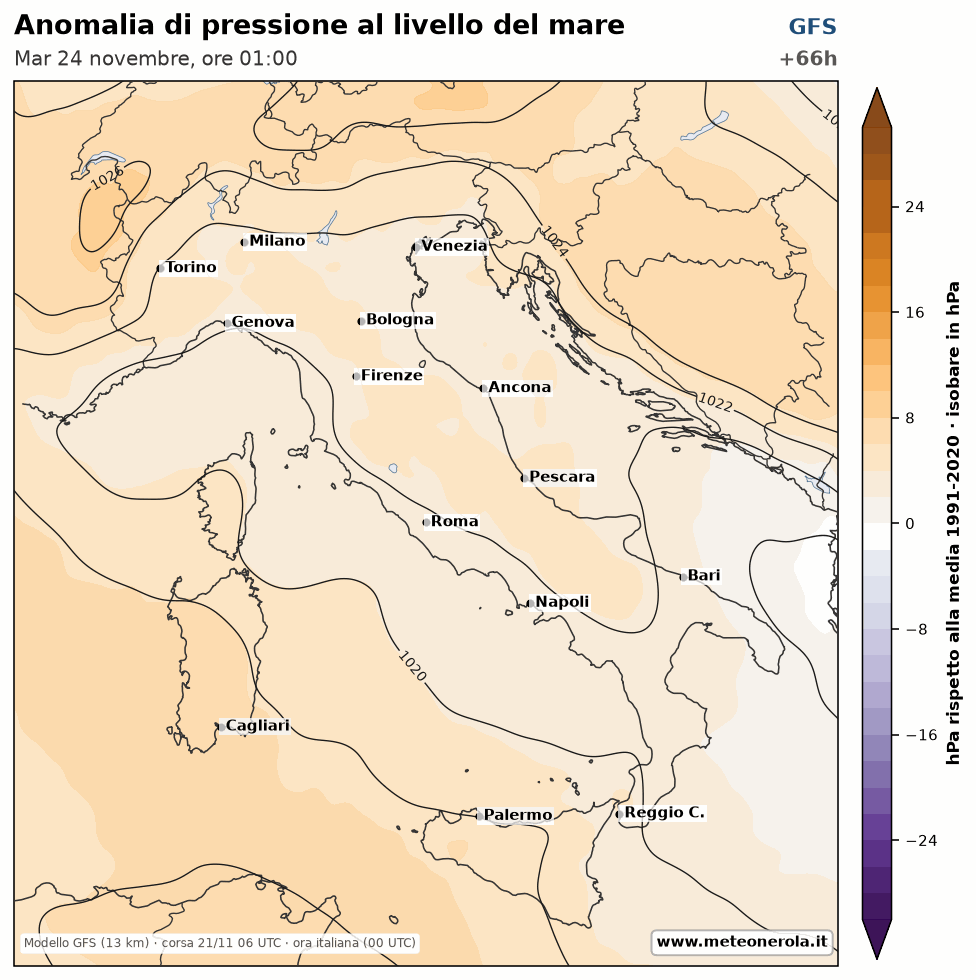 Anomalia di pressione al livello del mare
GFS
Mar 24 novembre, ore 01:00
+66h
10
1026
Milano
Venezia
1024
Torino
24
Genova
Bologna
16
Firenze
Ancona
1022
8
Pescara
Roma
0
Bari
Napoli
−8
1020
Cagliari
−16
Palermo
Reggio C.
−24
hPa rispetto alla media 1991-2020 · isobare in hPa
Modello GFS (13 km) · corsa 21/11 06 UTC · ora italiana (00 UTC)
www.meteonerola.it